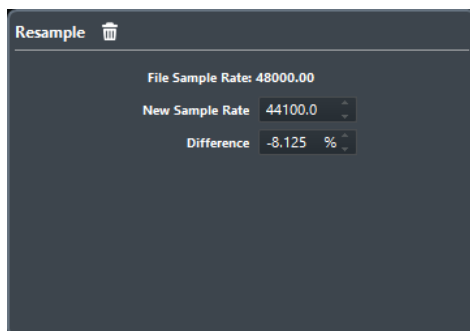 Resample
File Sample Rate: 48000.00
New Sample Rate 44100.0
Difference -8.125 %